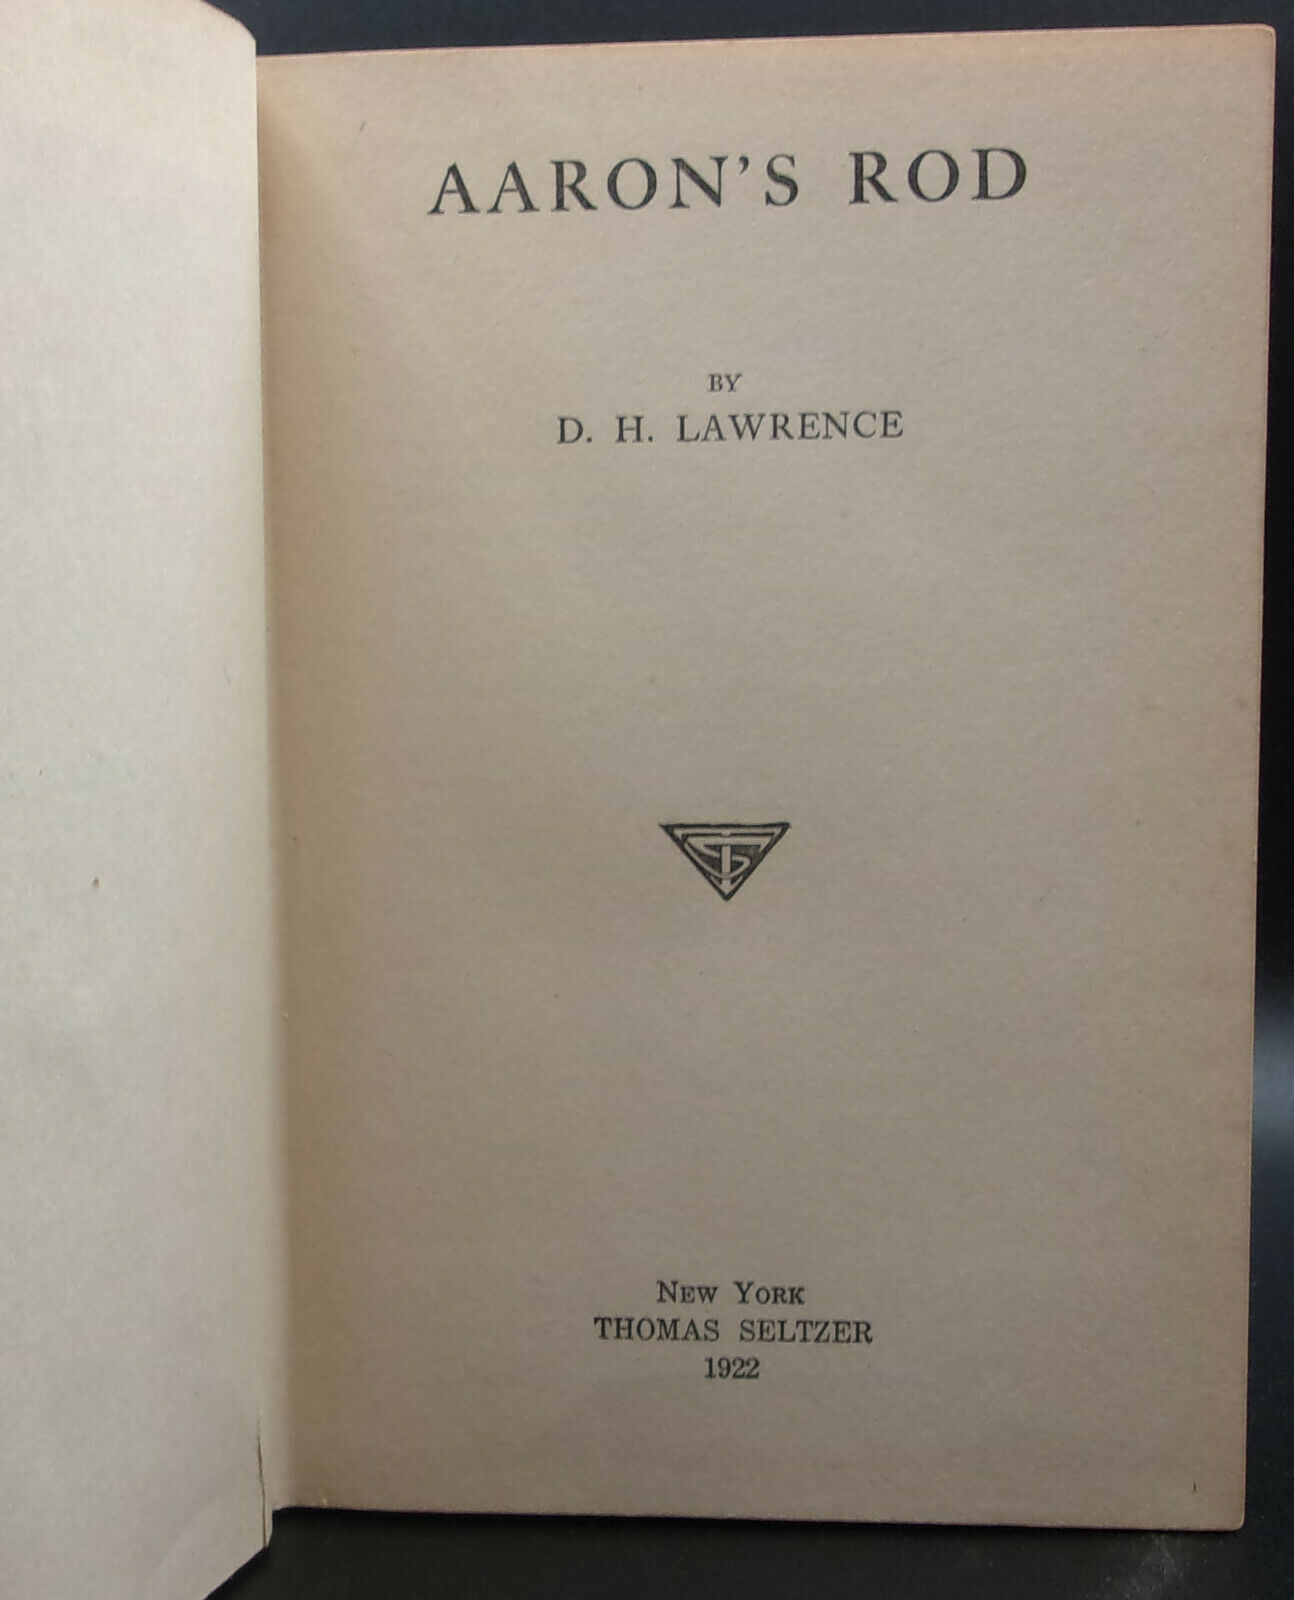 AARON'S ROD
BY
D. H. LAWRENCE
TS
NEW YORK
THOMAS SELTZER
1922